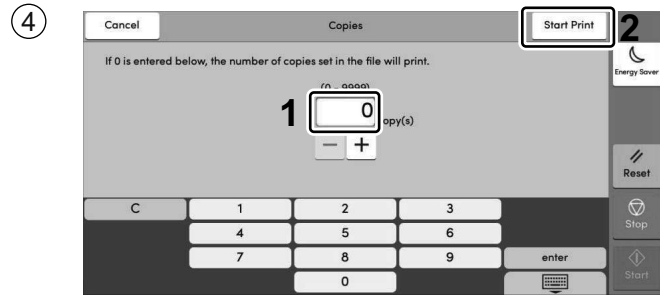 4
Cancel Copies Start Print 2
If 0 is entered below, the number of copies set in the file will print.
Energy Saver
(0 - 9999)
1 0 opy(s)
− +
Reset
C 1 2 3
Stop
4 5 6
7 8 9 enter
Start
0